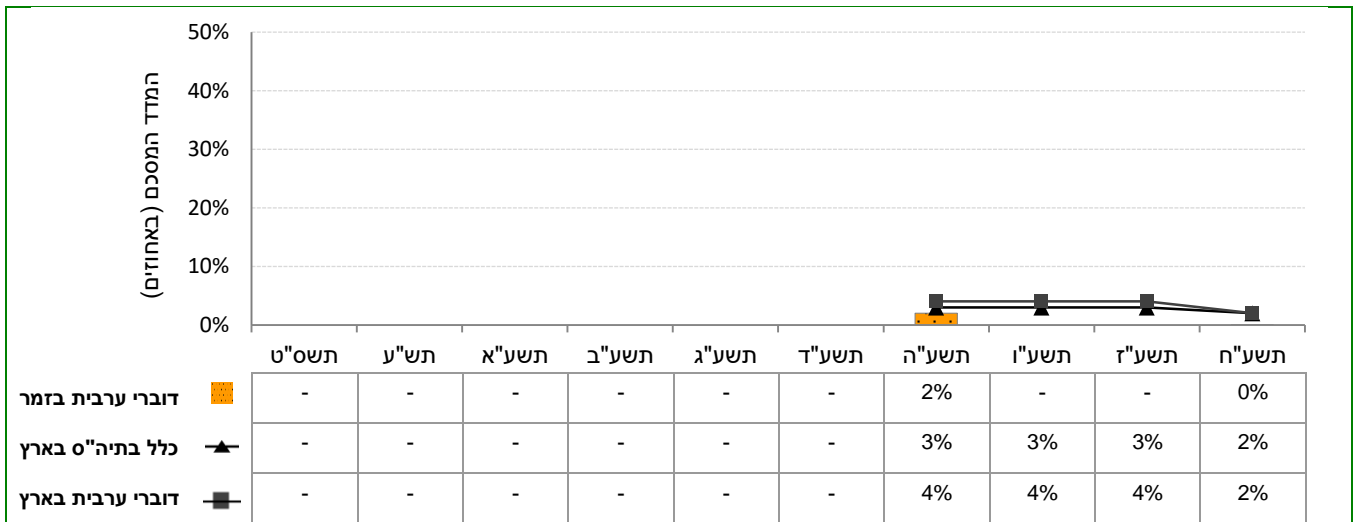 50%
40%
30%
20%
10%
0%
המדד המסכם (באחוזים)
תשס"ט תש"ע תשע"א תשע"ב תשע"ג תשע"ד תשע"ה תשע"ו תשע"ז תשע"ח
דוברי ערבית בזמר - - - - - - 2% - - 0%
כלל בתיה"ס בארץ - - - - - - 3% 3% 3% 2%
דוברי ערבית בארץ - - - - - - 4% 4% 4% 2%